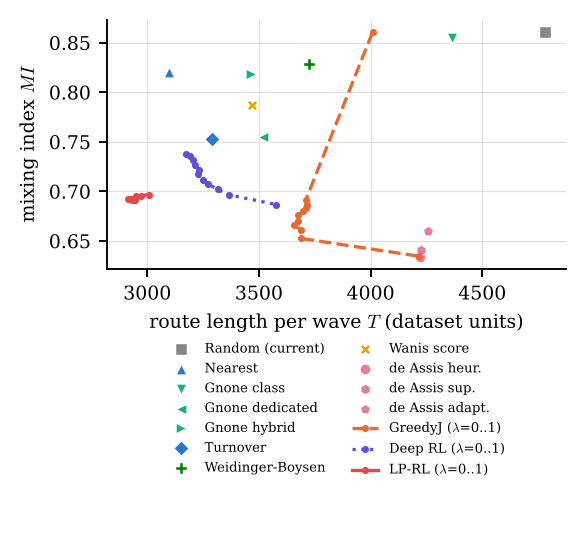 0.85
0.80
0.75
0.70
0.65
mixing index MI
3000 3500 4000 4500
route length per wave T (dataset units)
Random (current)
Nearest
Gnone class
Gnone dedicated
Gnone hybrid
Turnover
Weidinger-Boysen
Wanis score
de Assis heur.
de Assis sup.
de Assis adapt.
GreedyJ (λ=0..1)
Deep RL (λ=0..1)
LP-RL (λ=0..1)